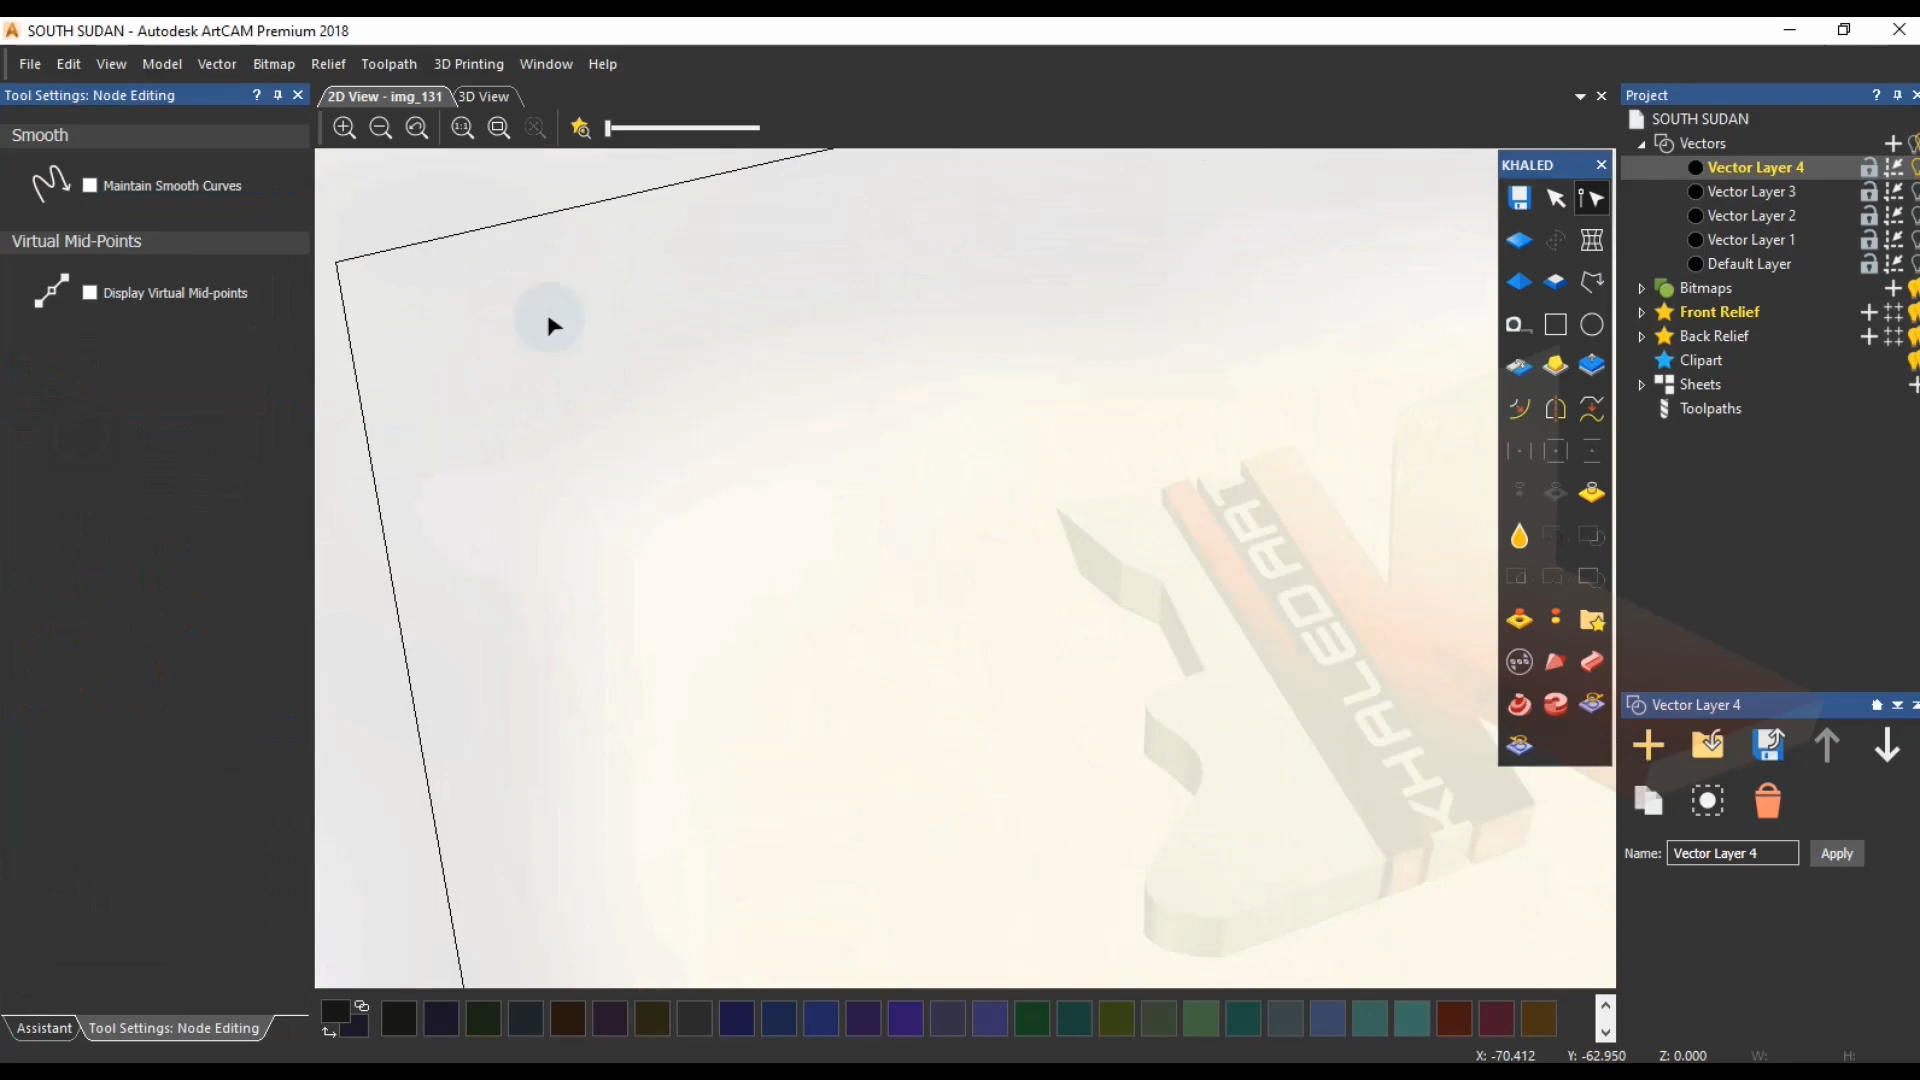 SOUTH SUDAN - Autodesk ArtCAM Premium 2018
File Edit View Model Vector Bitmap Relief Toolpath 3D Printing Window Help
Tool Settings: Node Editing
2D View - img_131
3D View
Project
Smooth
Maintain Smooth Curves
Virtual Mid-Points
Display Virtual Mid-points
1:1
KHALED
SOUTH SUDAN
Vectors
Vector Layer 4
Vector Layer 3
Vector Layer 2
Vector Layer 1
Default Layer
Bitmaps
Front Relief
Back Relief
Clipart
Sheets
Toolpaths
KHALEDART
Vector Layer 4
Name: Vector Layer 4 Apply
Assistant
Tool Settings: Node Editing
X: -70.412 Y: -62.950 Z: 0.000 W: H: